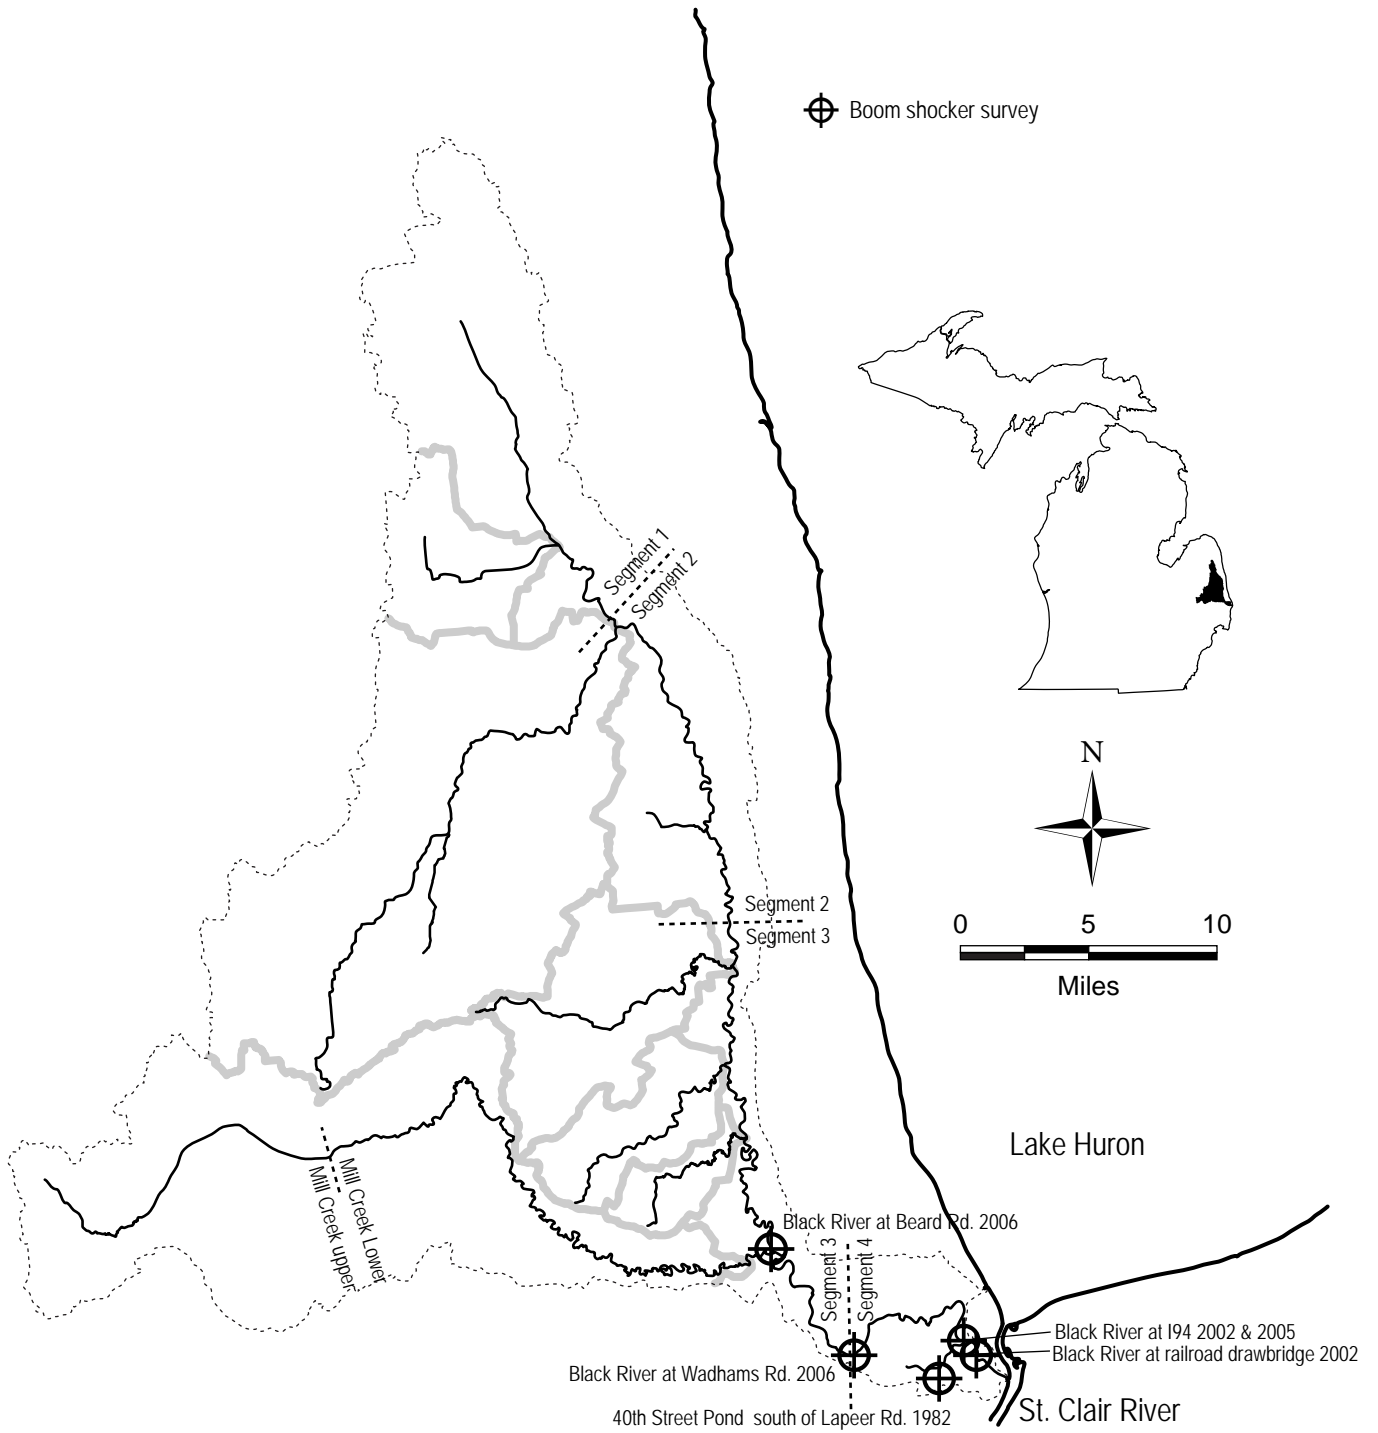 Boom shocker survey
Segment 1
Segment 2
N
Segment 2
Segment 3
0 5 10
Miles
Lake Huron
Mill Creek Lower
Mill Creek upper
Black River at Beard Rd. 2006
Segment 3
Segment 4
Black River at I94 2002 & 2005
Black River at railroad drawbridge 2002
Black River at Wadhams Rd. 2006
40th Street Pond south of Lapeer Rd. 1982
St. Clair River